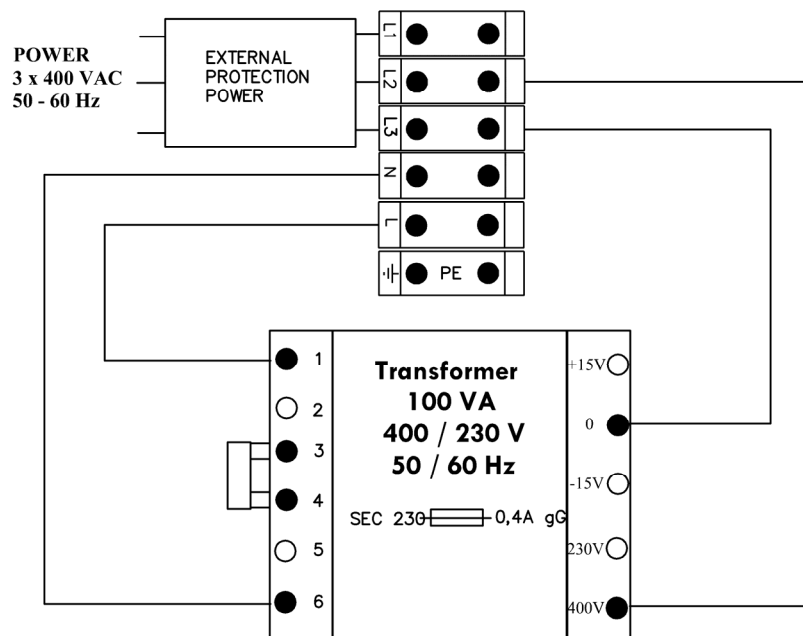 POWER
3 x 400 VAC
50 - 60 Hz
EXTERNAL
PROTECTION
POWER
L1
L2
L3
N
L
PE
1
2
3
4
5
6
Transformer
100 VA
400 / 230 V
50 / 60 Hz
SEC 230 0,4A gG
+15V
0
-15V
230V
400V